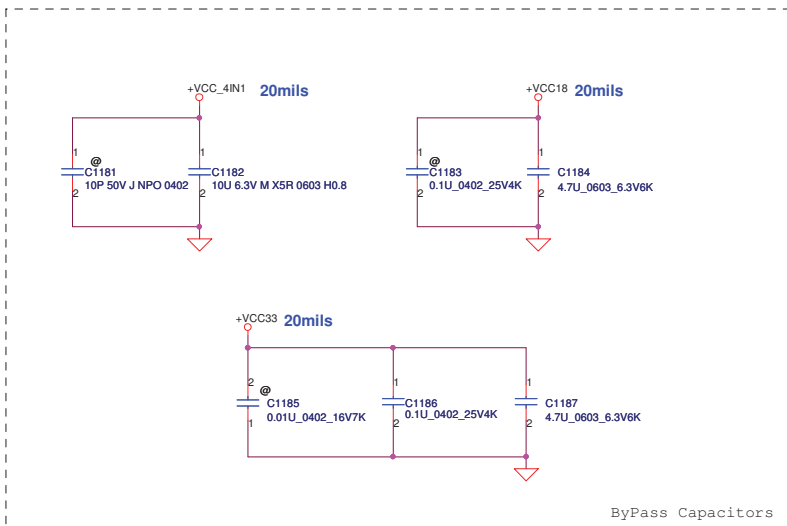 +VCC_4IN1 20mils
1 1
@
C1181 C1182
10P 50V J NPO 0402 10U 6.3V M X5R 0603 H0.8
2 2
+VCC18 20mils
1 1
@
C1183 C1184
0.1U_0402_25V4K 4.7U_0603_6.3V6K
2 2
+VCC33 20mils
2 1 1
@
C1185 C1186 C1187
0.01U_0402_16V7K 0.1U_0402_25V4K 4.7U_0603_6.3V6K
1 2 2
ByPass Capacitors